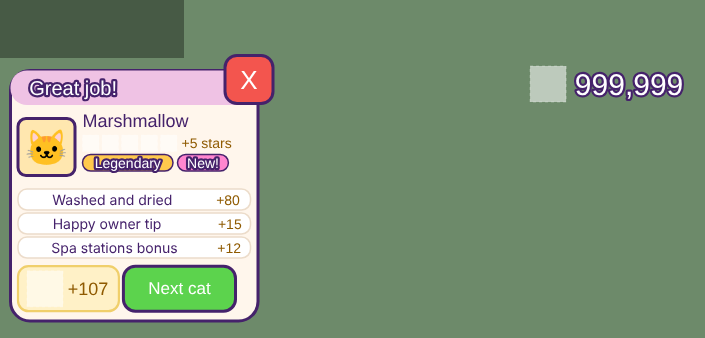 Great job!
X
999,999
Marshmallow
+5 stars
Legendary New!
Washed and dried +80
Happy owner tip +15
Spa stations bonus +12
+107 Next cat